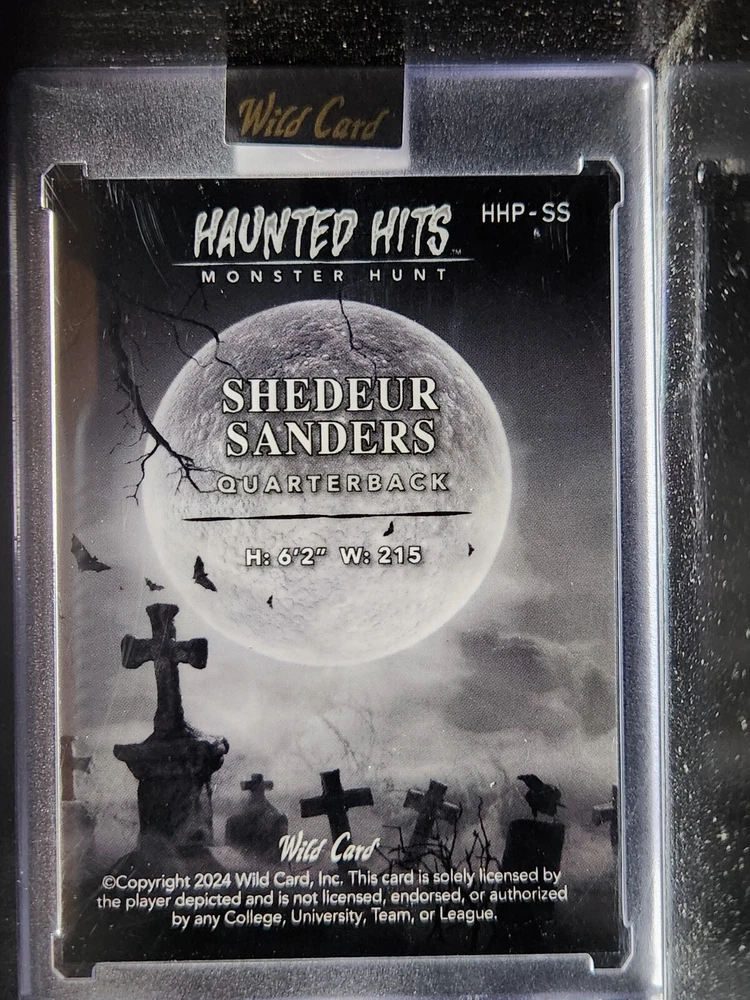 Wild Card
HAUNTED HITS™
HHP-SS
MONSTER HUNT
SHEDEUR
SANDERS
QUARTERBACK
H: 6'2" W: 215
Wild Card
©Copyright 2024 Wild Card, Inc. This card is solely licensed by
the player depicted and is not licensed, endorsed, or authorized
by any College, University, Team, or League.